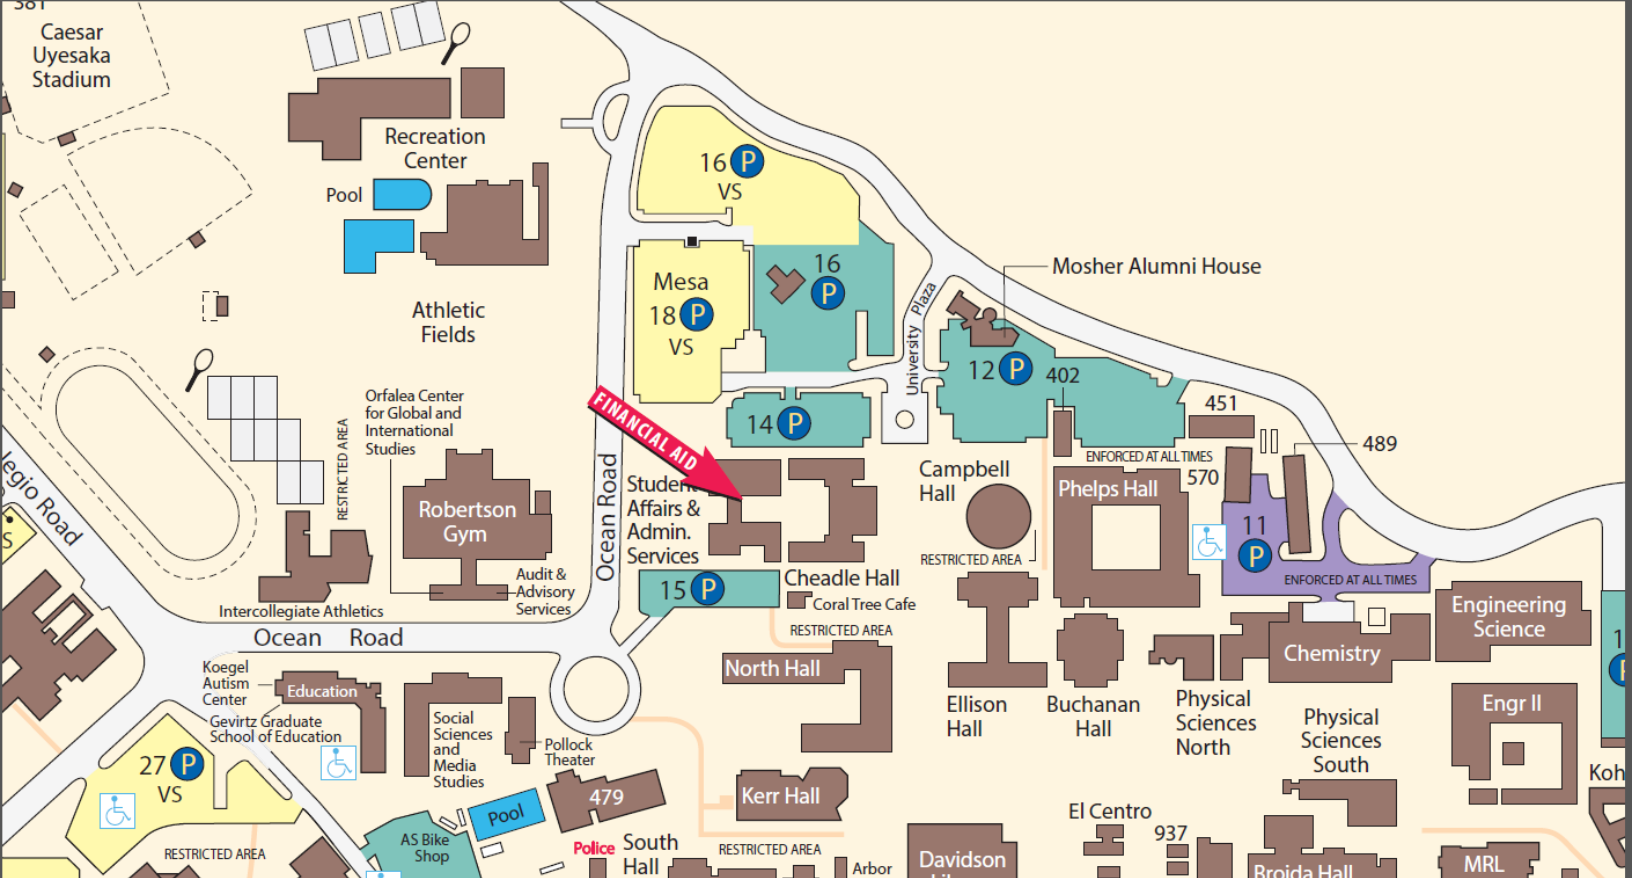 381
Caesar
Uyesaka
Stadium
Recreation
Center
Pool
Athletic
Fields
16 P
VS
Mesa
18 P
VS
16
P
University Plaza
Mosher Alumni House
12 P
402
451
489
ENFORCED AT ALL TIMES
570
14 P
FINANCIAL AID
Orfalea Center
for Global and
International
Studies
RESTRICTED AREA
Robertson
Gym
Ocean Road
Student
Affairs &
Admin.
Services
Campbell
Hall
RESTRICTED AREA
Phelps Hall
11
P
ENFORCED AT ALL TIMES
legio Road
S
Intercollegiate Athletics
Audit &
Advisory
Services
15 P
Cheadle Hall
Coral Tree Cafe
RESTRICTED AREA
Ocean Road
North Hall
Ellison
Hall
Buchanan
Hall
Physical
Sciences
North
Chemistry
Engineering
Science
Engr II
Physical
Sciences
South
1
P
Koh
Koegel
Autism
Center
Education
Gevirtz Graduate
School of Education
Social
Sciences
and
Media
Studies
Pollock
Theater
27 P
VS
RESTRICTED AREA
AS Bike
Shop
Pool
479
Police
South
Hall
Kerr Hall
RESTRICTED AREA
Arbor
Davidson
El Centro
937
Broida Hall
MRL